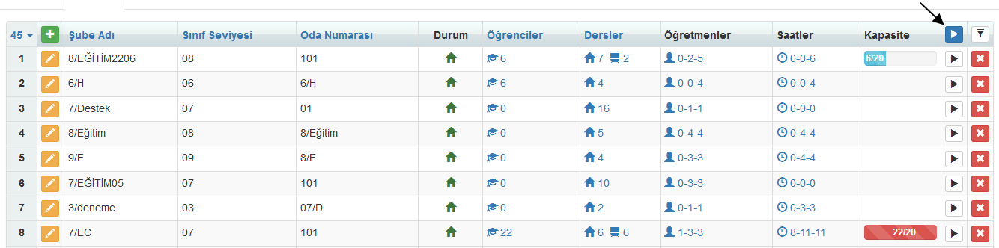 45 Şube Adı Sınıf Seviyesi Oda Numarası Durum Öğrenciler Dersler Öğretmenler Saatler Kapasite
1 8/EĞİTİM2206 08 101 6 7 2 0-2-5 0-0-6 6/20
2 6/H 06 6/H 6 4 0-0-4 0-0-4
3 7/Destek 07 01 0 16 0-1-1 0-0-0
4 8/Eğitim 08 8/Eğitim 0 5 0-4-4 0-4-4
5 9/E 09 8/E 0 4 0-3-3 0-4-4
6 7/EĞİTİM05 07 101 0 10 0-3-3 0-0-0
7 3/deneme 03 07/D 0 2 0-1-1 0-3-3
8 7/EC 07 101 22 6 6 1-3-3 8-11-11 22/20